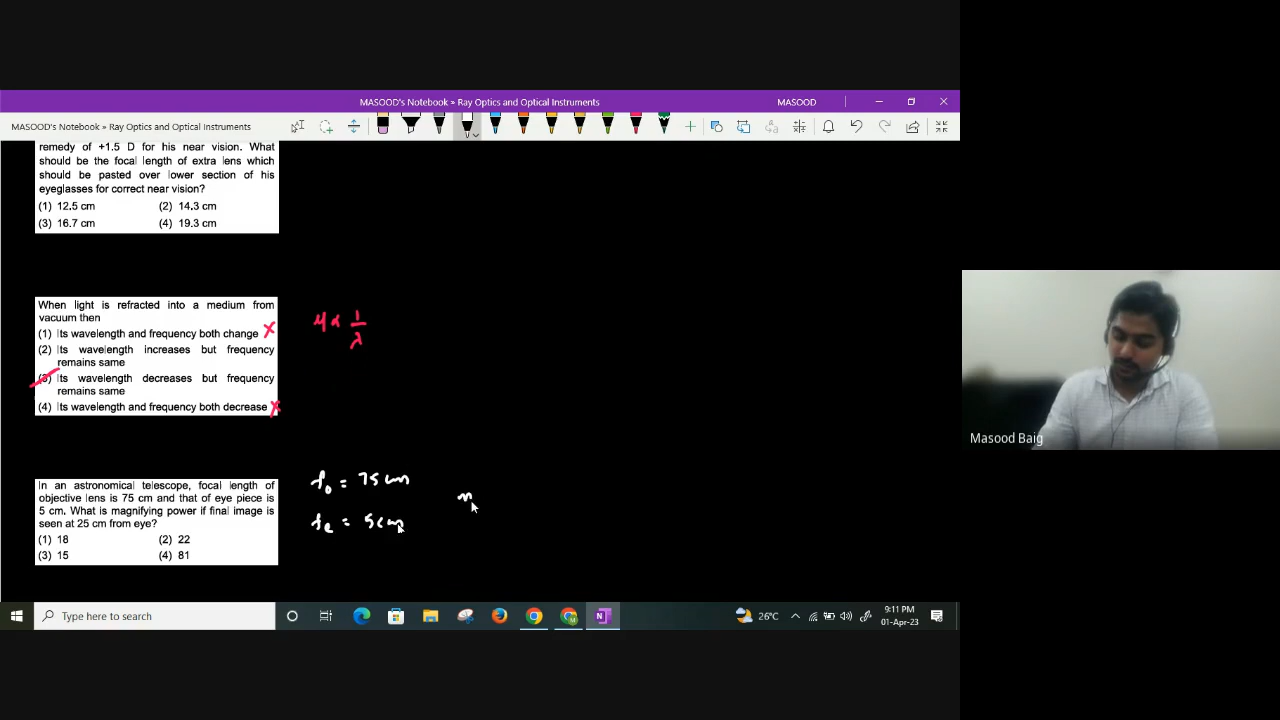 MASOOD's Notebook » Ray Optics and Optical Instruments
MASOOD
MASOOD's Notebook » Ray Optics and Optical Instruments
remedy of +1.5 D for his near vision. What
should be the focal length of extra lens which
should be pasted over lower section of his
eyeglasses for correct near vision?
(1) 12.5 cm (2) 14.3 cm
(3) 16.7 cm (4) 19.3 cm
When light is refracted into a medium from
vacuum then
(1) Its wavelength and frequency both change
(2) Its wavelength increases but frequency
remains same
(3) Its wavelength decreases but frequency
remains same
(4) Its wavelength and frequency both decrease
μ ∝ 1/λ
In an astronomical telescope, focal length of
objective lens is 75 cm and that of eye piece is
5 cm. What is magnifying power if final image is
seen at 25 cm from eye?
(1) 18 (2) 22
(3) 15 (4) 81
fo = 75 cm
fe = 5 cm
m
Masood Baig
Type here to search
26°C
9:11 PM
01-Apr-23